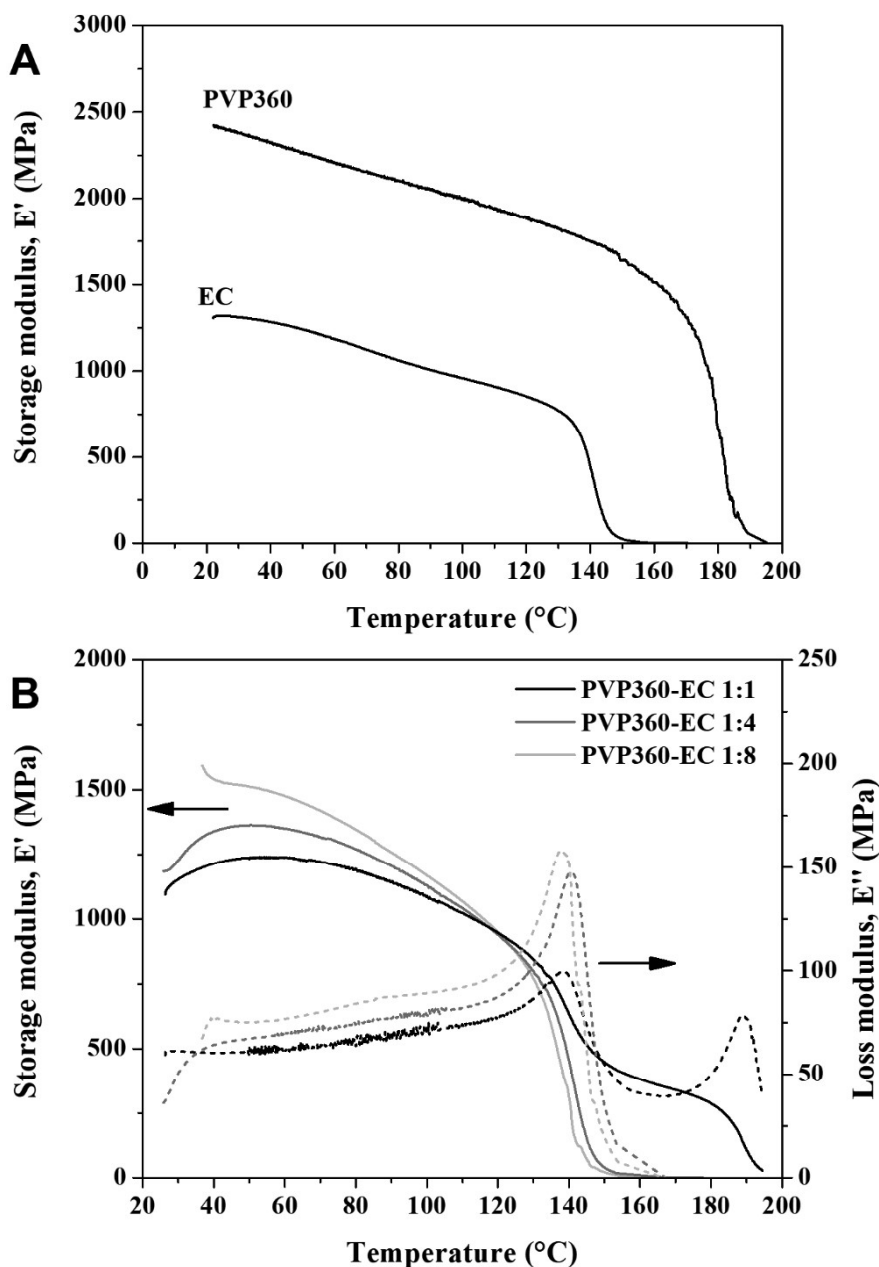 A
Storage modulus, E' (MPa)
3000
2500
2000
1500
1000
500
0
PVP360
EC
0 20 40 60 80 100 120 140 160 180 200
Temperature (°C)
B
Storage modulus, E' (MPa)
2000
1500
1000
500
0
PVP360-EC 1:1
PVP360-EC 1:4
PVP360-EC 1:8
250
200
150
100
50
0
Loss modulus, E'' (MPa)
20 40 60 80 100 120 140 160 180 200
Temperature (°C)